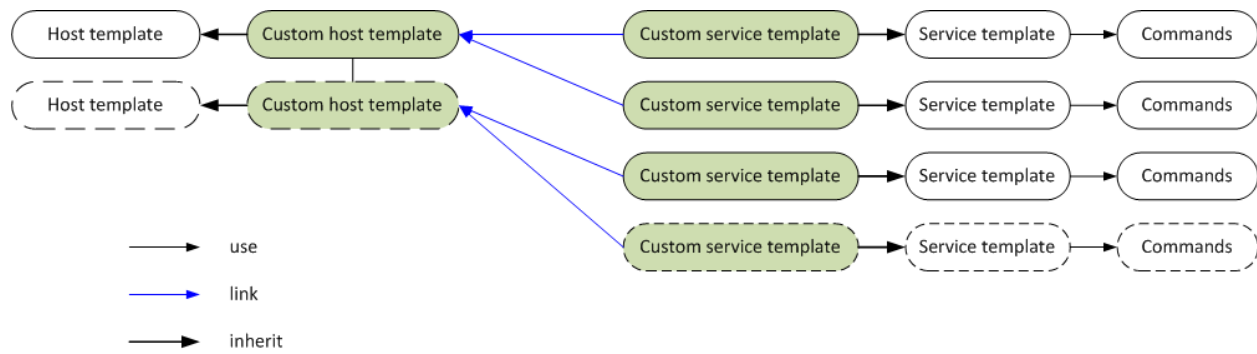 Host template Custom host template Custom service template Service template Commands
Host template Custom host template Custom service template Service template Commands
Custom service template Service template Commands
Custom service template Service template Commands
use
link
inherit